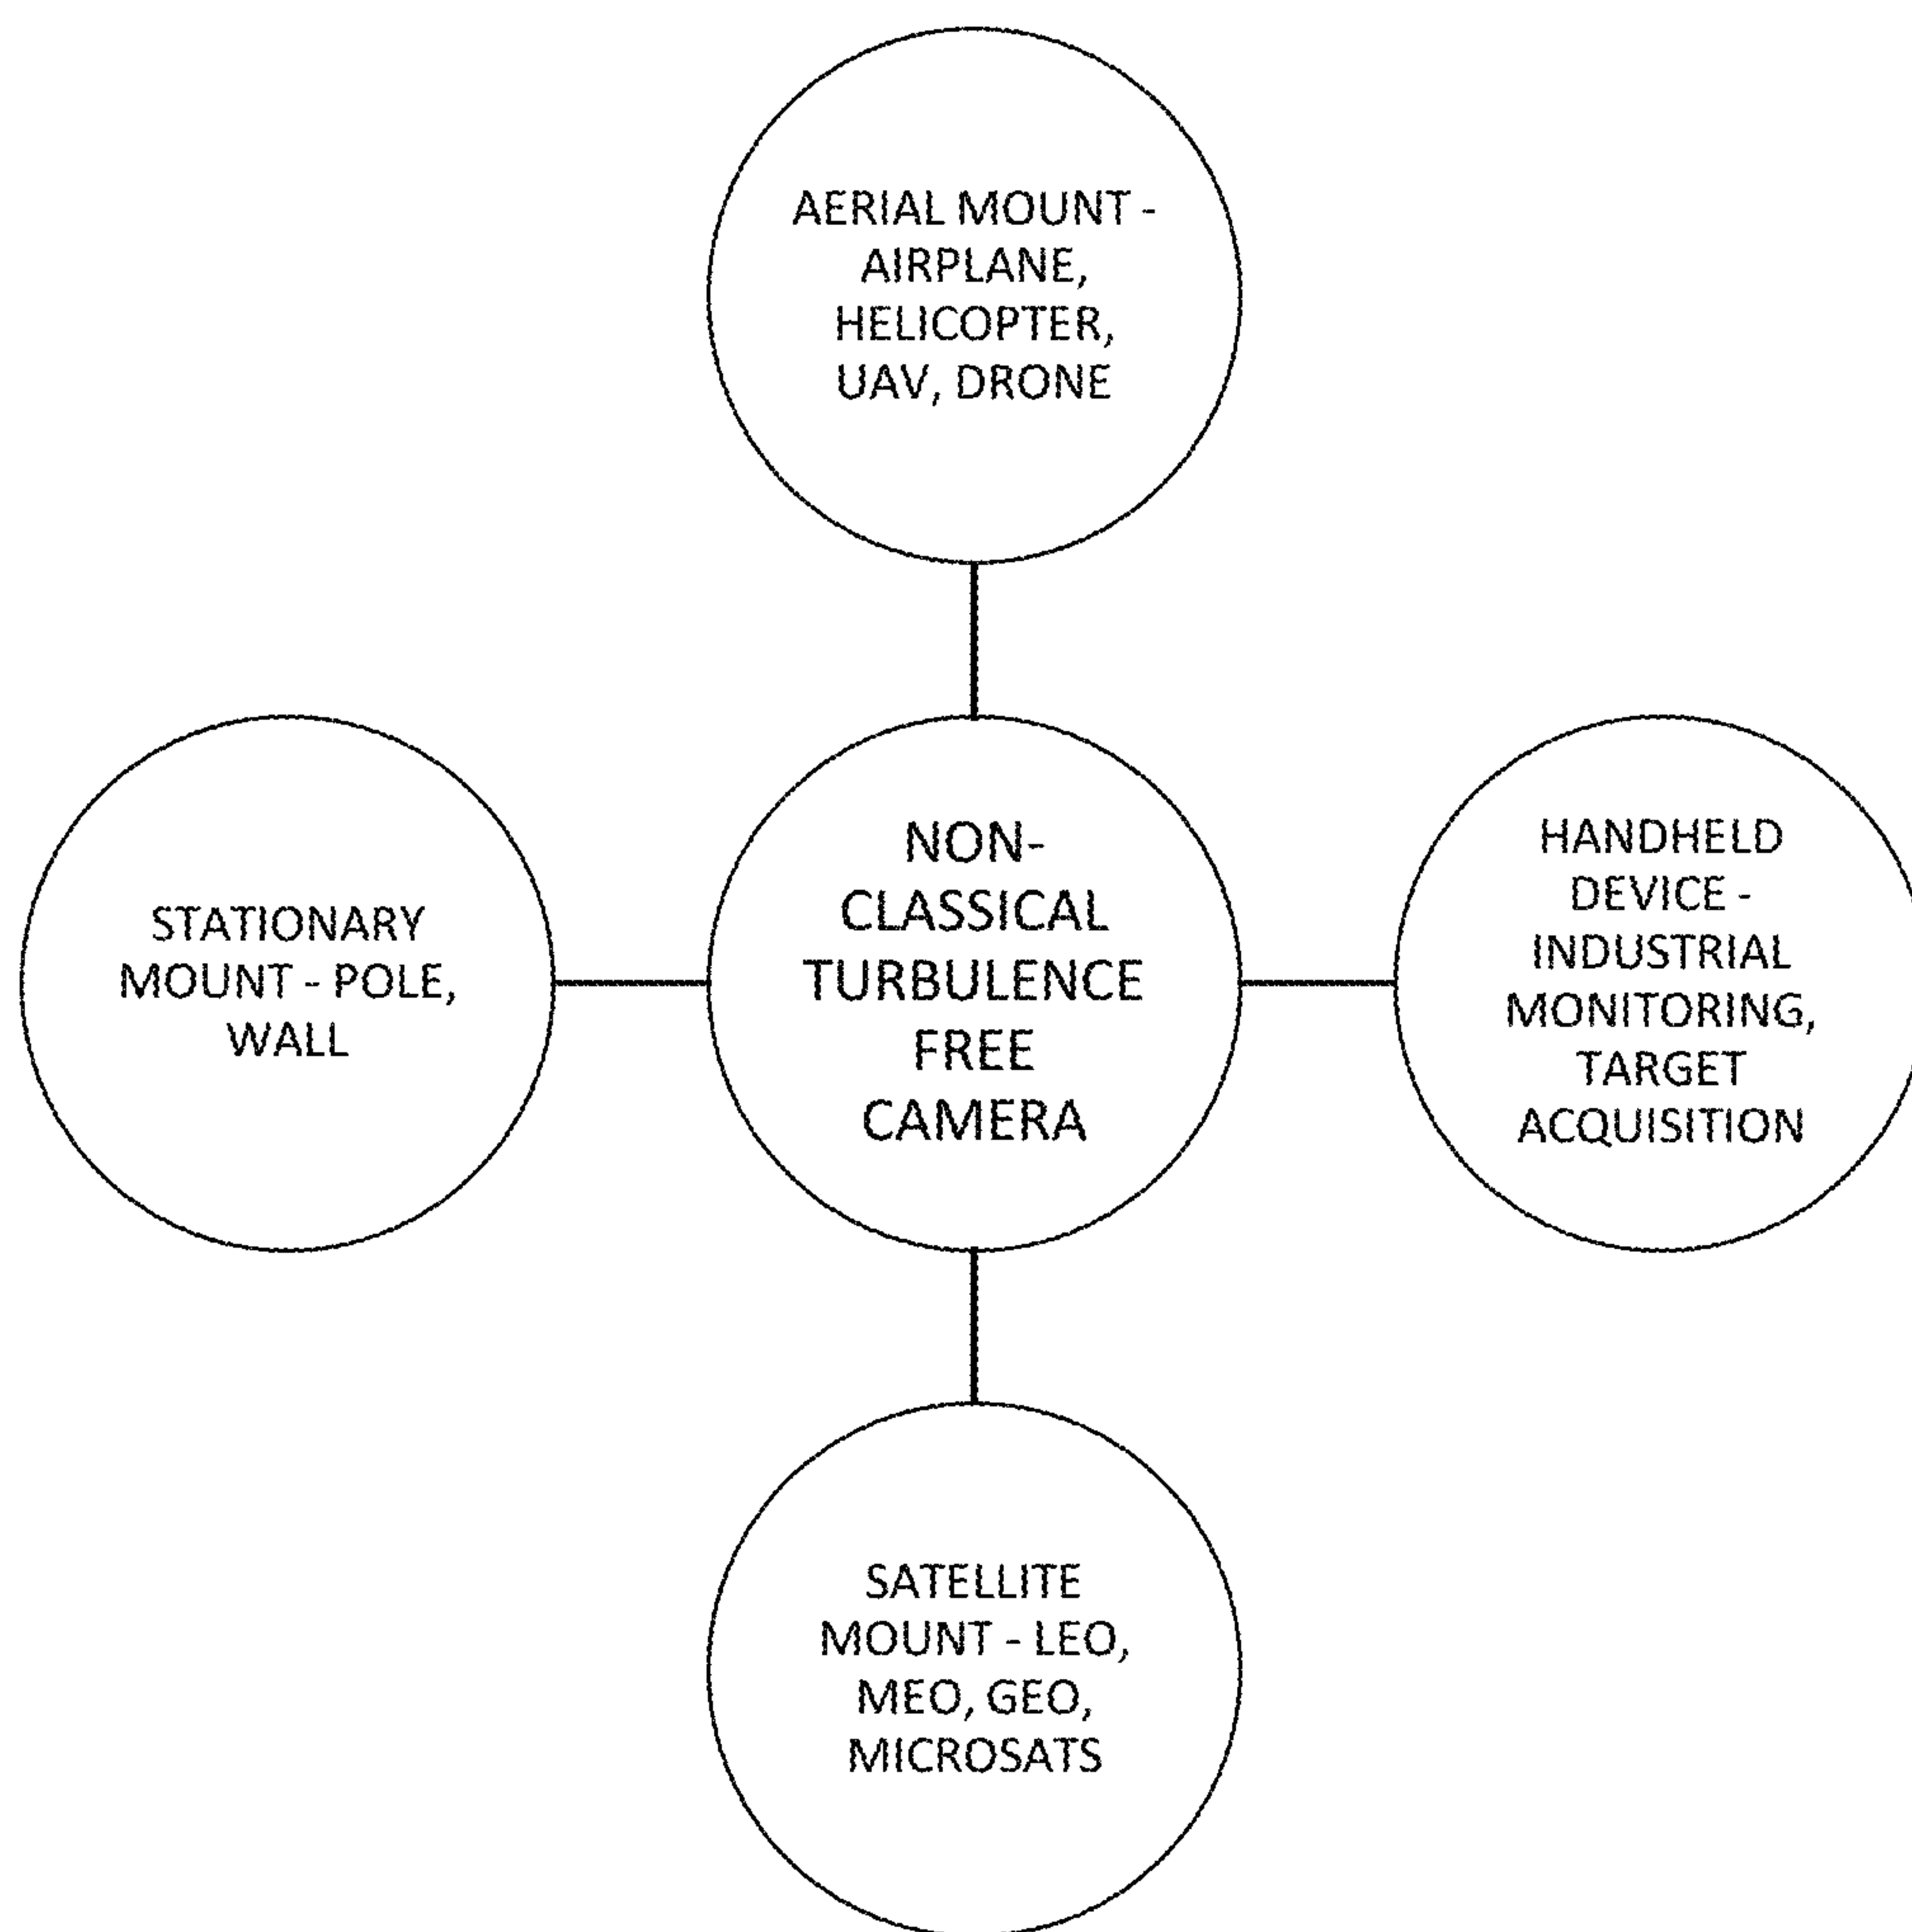 AERIAL MOUNT -
AIRPLANE,
HELICOPTER,
UAV, DRONE
STATIONARY
MOUNT - POLE,
WALL
NON-
CLASSICAL
TURBULENCE
FREE
CAMERA
HANDHELD
DEVICE -
INDUSTRIAL
MONITORING,
TARGET
ACQUISITION
SATELLITE
MOUNT - LEO,
MEO, GEO,
MICROSATS